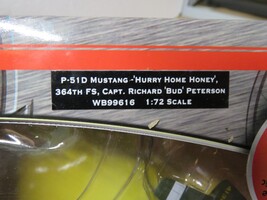 P-51D Mustang -'Hurry Home Honey',
364th FS, Capt. Richard 'Bud' Peterson
WB99616 1:72 Scale